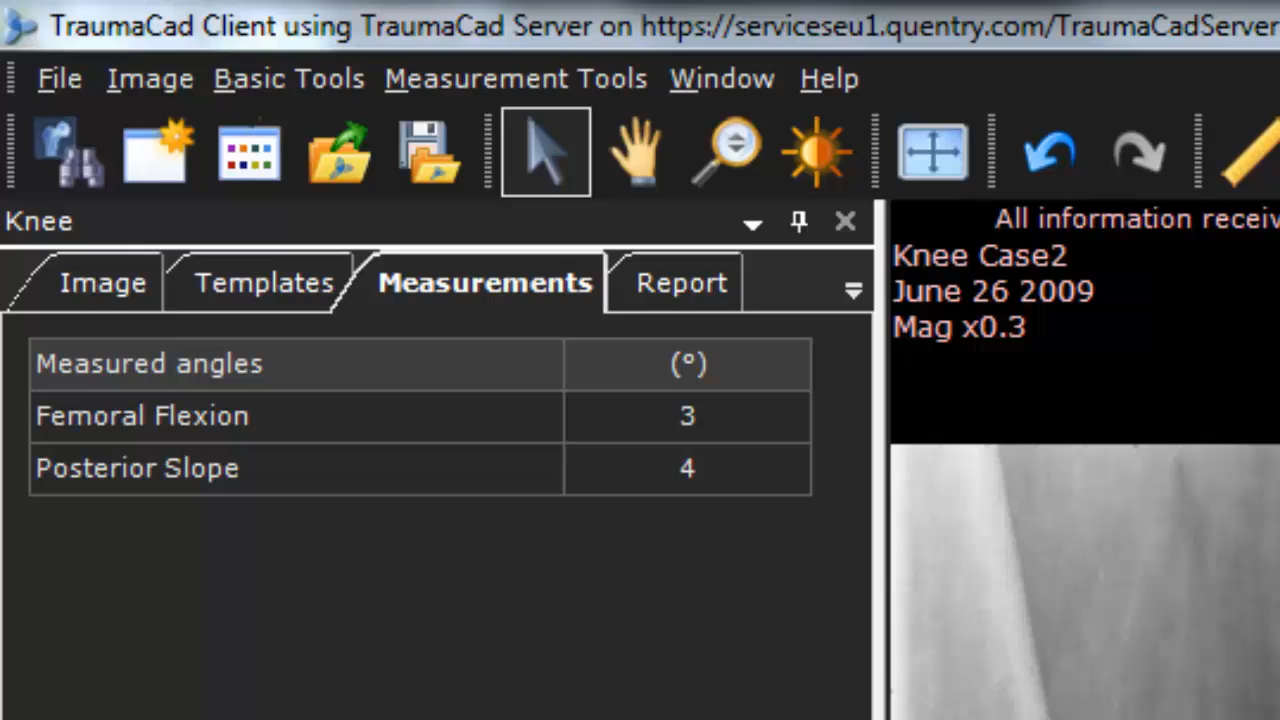 TraumaCad Client using TraumaCad Server on https://serviceseu1.quentry.com/TraumaCadServer
File Image Basic Tools Measurement Tools Window Help
Knee
All information
Knee Case2
June 26 2009
Mag x0.3
Image Templates Measurements Report
Measured angles (°)
Femoral Flexion 3
Posterior Slope 4